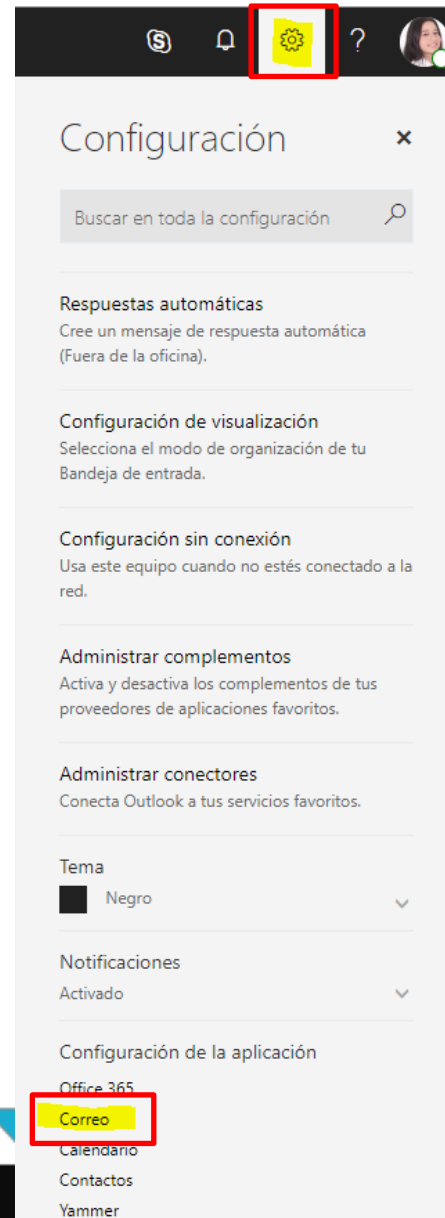 Configuración
Buscar en toda la configuración
Respuestas automáticas
Cree un mensaje de respuesta automática
(Fuera de la oficina).
Configuración de visualización
Selecciona el modo de organización de tu
Bandeja de entrada.
Configuración sin conexión
Usa este equipo cuando no estés conectado a la
red.
Administrar complementos
Activa y desactiva los complementos de tus
proveedores de aplicaciones favoritos.
Administrar conectores
Conecta Outlook a tus servicios favoritos.
Tema
Negro
Notificaciones
Activado
Configuración de la aplicación
Office 365
Correo
Calendario
Contactos
Yammer